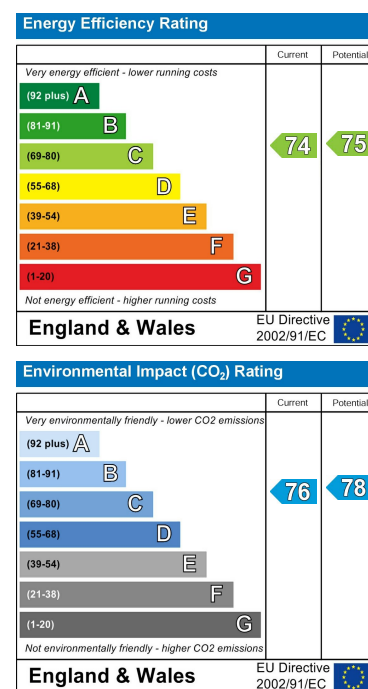 Energy Efficiency Rating
Current Potential
Very energy efficient - lower running costs
(92 plus) A
(81-91) B
(69-80) C
74 75
(55-68) D
(39-54) E
(21-38) F
(1-20) G
Not energy efficient - higher running costs
England & Wales
EU Directive
2002/91/EC
Environmental Impact (CO₂) Rating
Current Potential
Very environmentally friendly - lower CO2 emissions
(92 plus) A
(81-91) B
(69-80) C
76 78
(55-68) D
(39-54) E
(21-38) F
(1-20) G
Not environmentally friendly - higher CO2 emissions
England & Wales
EU Directive
2002/91/EC